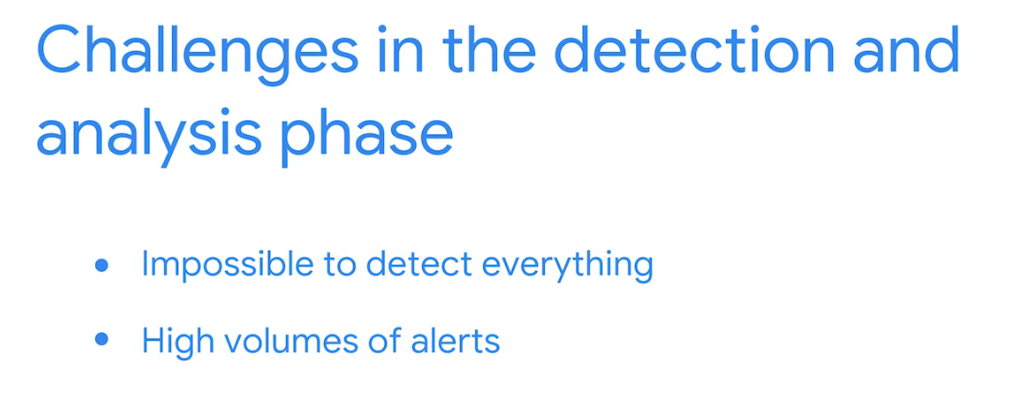 Challenges in the detection and
analysis phase
• Impossible to detect everything
• High volumes of alerts